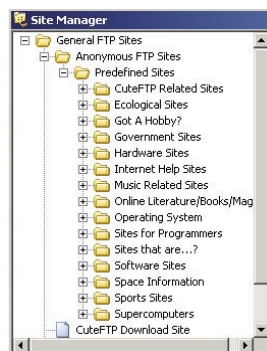 Site Manager
General FTP Sites
Anonymous FTP Sites
Predefined Sites
CuteFTP Related Sites
Ecological Sites
Got A Hobby?
Government Sites
Hardware Sites
Internet Help Sites
Music Related Sites
Online Literature/Books/Mag
Operating System
Sites for Programmers
Sites that are...?
Software Sites
Space Information
Sports Sites
Supercomputers
CuteFTP Download Site